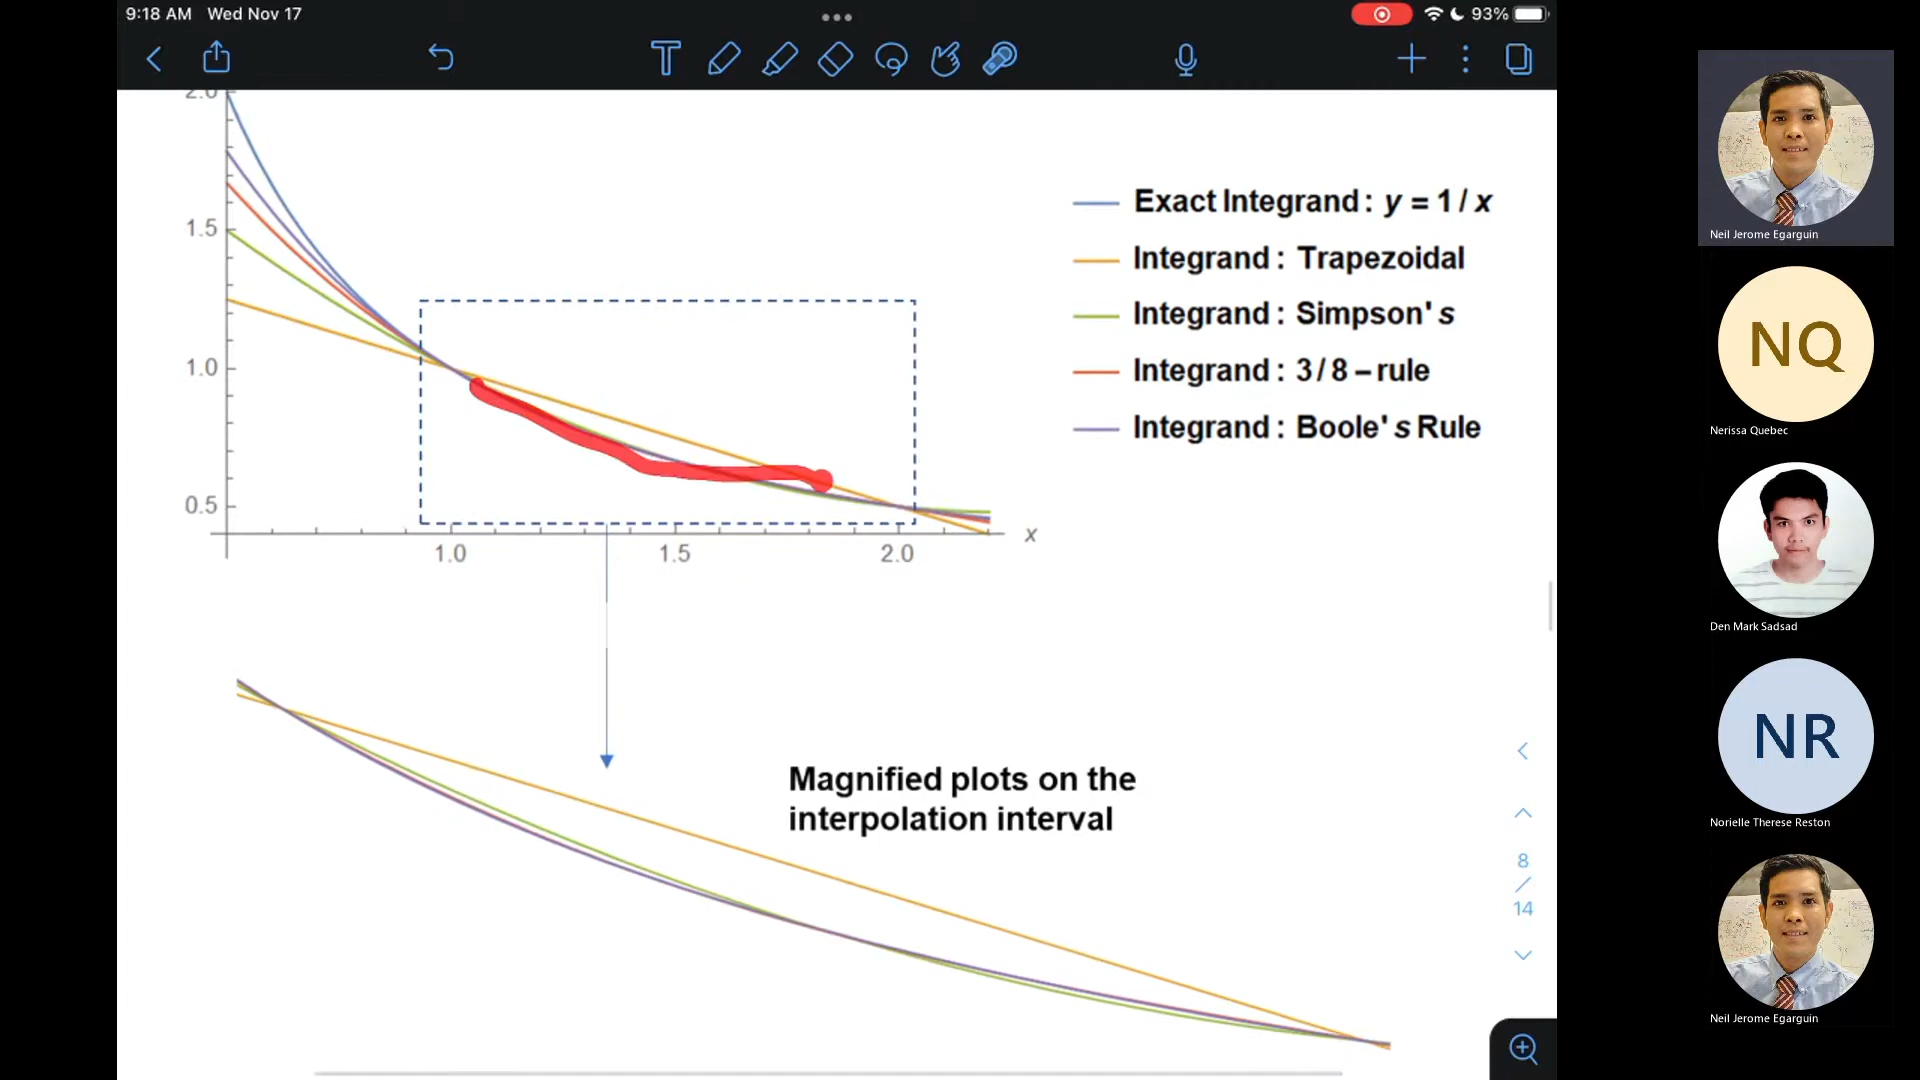 9:18 AM Wed Nov 17
93%
T
2.0
1.5
1.0
0.5
1.0 1.5 2.0
x
Exact Integrand : y = 1 / x
Integrand : Trapezoidal
Integrand : Simpson' s
Integrand : 3 / 8 – rule
Integrand : Boole' s Rule
Magnified plots on the
interpolation interval
8
/
14
Neil Jerome Egarguin
NQ
Nerissa Quebec
Den Mark Sadsad
NR
Norielle Therese Reston
Neil Jerome Egarguin